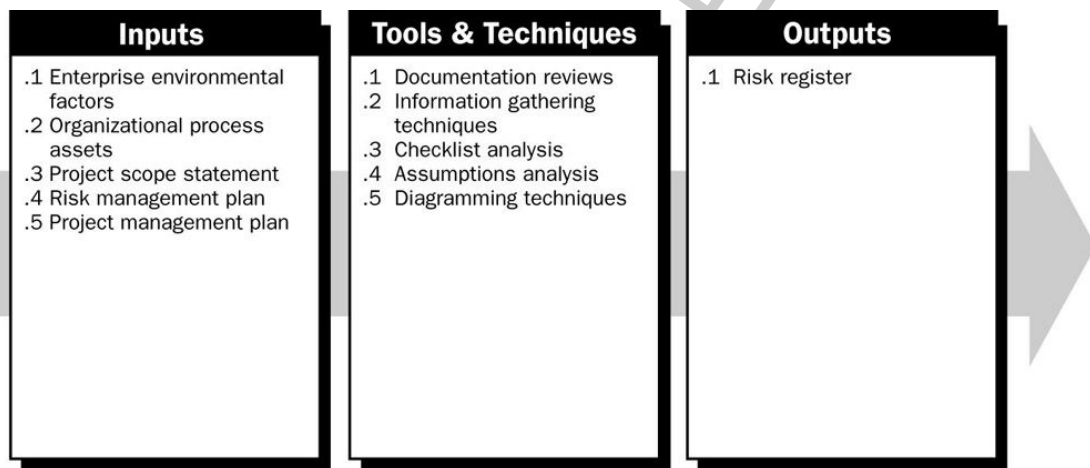 Inputs
.1 Enterprise environmental
factors
.2 Organizational process
assets
.3 Project scope statement
.4 Risk management plan
.5 Project management plan
Tools & Techniques
.1 Documentation reviews
.2 Information gathering
techniques
.3 Checklist analysis
.4 Assumptions analysis
.5 Diagramming techniques
Outputs
.1 Risk register